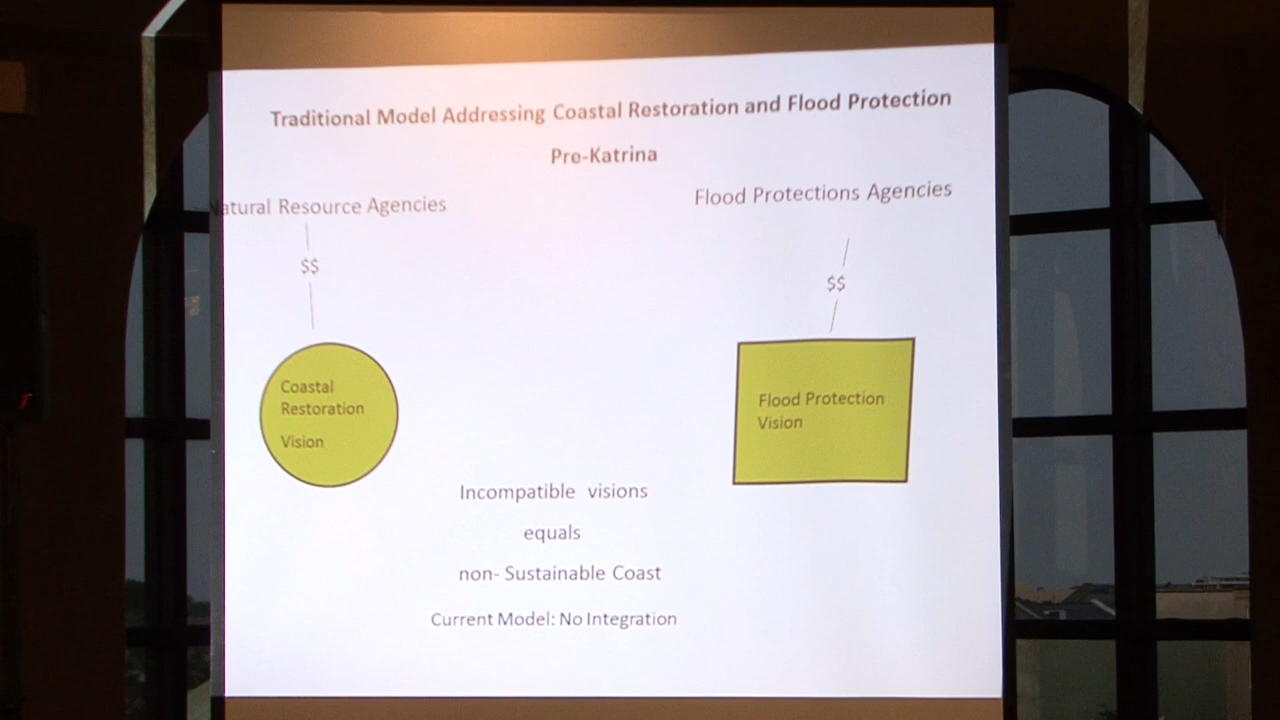 Traditional Model Addressing Coastal Restoration and Flood Protection
Pre-Katrina
Natural Resource Agencies
Flood Protections Agencies
$$
$$
Coastal
Restoration
Vision
Flood Protection
Vision
Incompatible visions
equals
non- Sustainable Coast
Current Model: No Integration